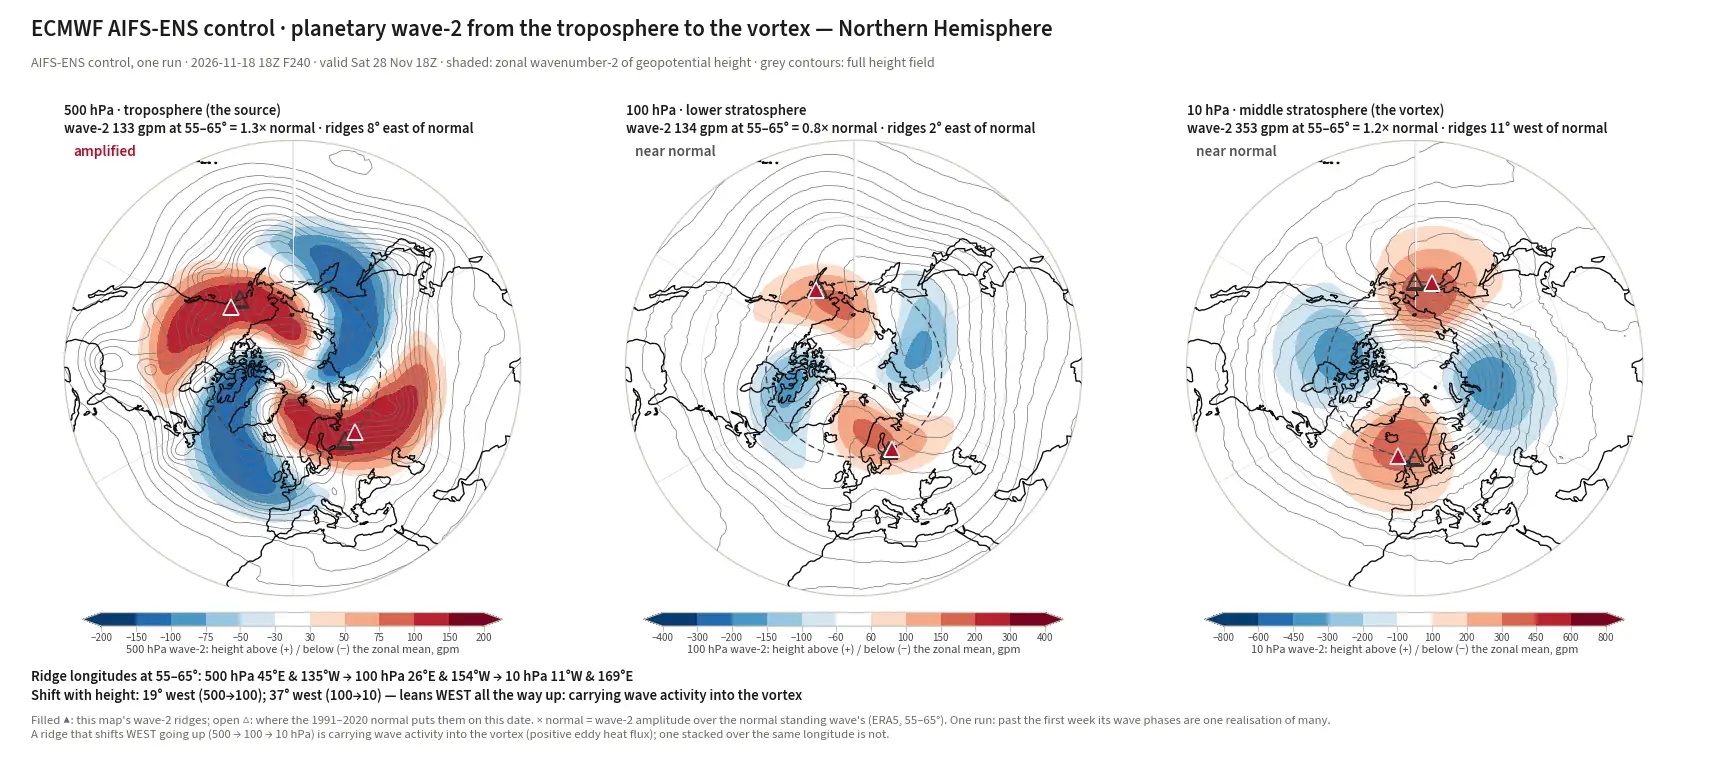 ECMWF AIFS-ENS control · planetary wave-2 from the troposphere to the vortex — Northern Hemisphere
AIFS-ENS control, one run · 2026-11-18 18Z F240 · valid Sat 28 Nov 18Z · shaded: zonal wavenumber-2 of geopotential height · grey contours: full height field
500 hPa · troposphere (the source)
wave-2 133 gpm at 55–65° = 1.3× normal · ridges 8° east of normal
amplified
100 hPa · lower stratosphere
wave-2 134 gpm at 55–65° = 0.8× normal · ridges 2° east of normal
near normal
10 hPa · middle stratosphere (the vortex)
wave-2 353 gpm at 55–65° = 1.2× normal · ridges 11° west of normal
near normal
−200 −150 −100 −75 −50 −30 30 50 75 100 150 200
500 hPa wave-2: height above (+) / below (−) the zonal mean, gpm
−400 −300 −200 −150 −100 −60 60 100 150 200 300 400
100 hPa wave-2: height above (+) / below (−) the zonal mean, gpm
−800 −600 −450 −300 −200 −100 100 200 300 450 600 800
10 hPa wave-2: height above (+) / below (−) the zonal mean, gpm
Ridge longitudes at 55–65°: 500 hPa 45°E & 135°W → 100 hPa 26°E & 154°W → 10 hPa 11°W & 169°E
Shift with height: 19° west (500→100); 37° west (100→10) — leans WEST all the way up: carrying wave activity into the vortex
Filled ▲: this map's wave-2 ridges; open △: where the 1991–2020 normal puts them on this date. × normal = wave-2 amplitude over the normal standing wave's (ERA5, 55–65°). One run: past the first week its wave phases are one realisation of many.
A ridge that shifts WEST going up (500 → 100 → 10 hPa) is carrying wave activity into the vortex (positive eddy heat flux); one stacked over the same longitude is not.